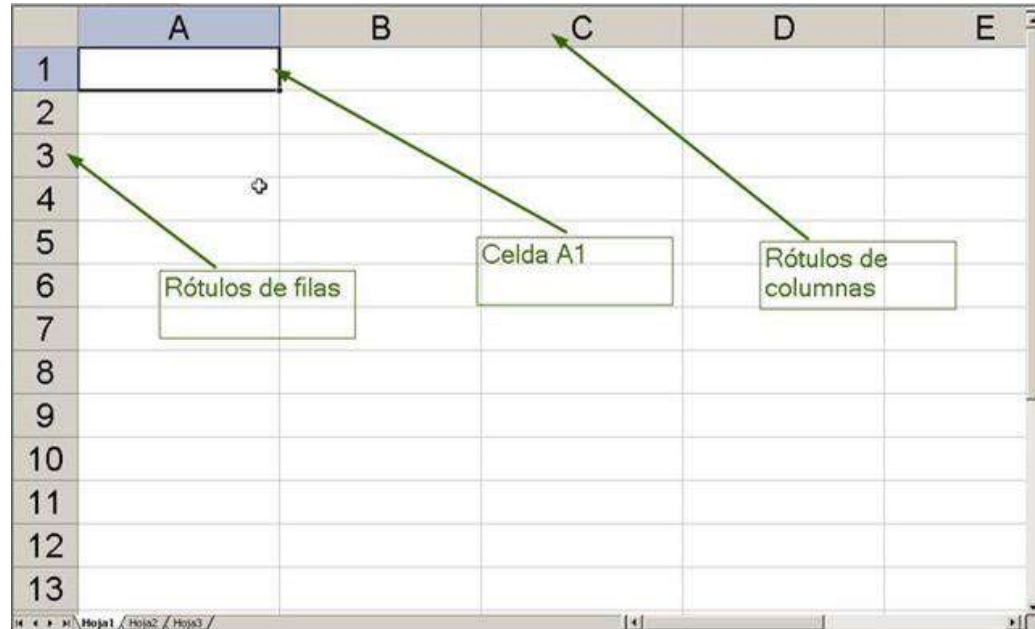 A B C D E
1
2
3
4
5
Celda A1
Rótulos de
columnas
6
Rótulos de filas
7
8
9
10
11
12
13
Hoja1 / Hoja2 / Hoja3 /